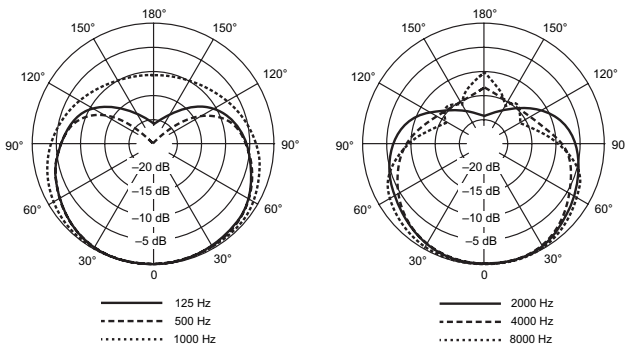 180°
150° 150°
120° 120°
90° 90°
–20 dB
–15 dB
60° 60°
–10 dB
–5 dB
30° 30°
0
125 Hz
500 Hz
1000 Hz
180°
150° 150°
120° 120°
90° 90
–20 dB
–15 dB
60° 60°
–10 dB
–5 dB
30° 30°
0
2000 Hz
4000 Hz
8000 Hz